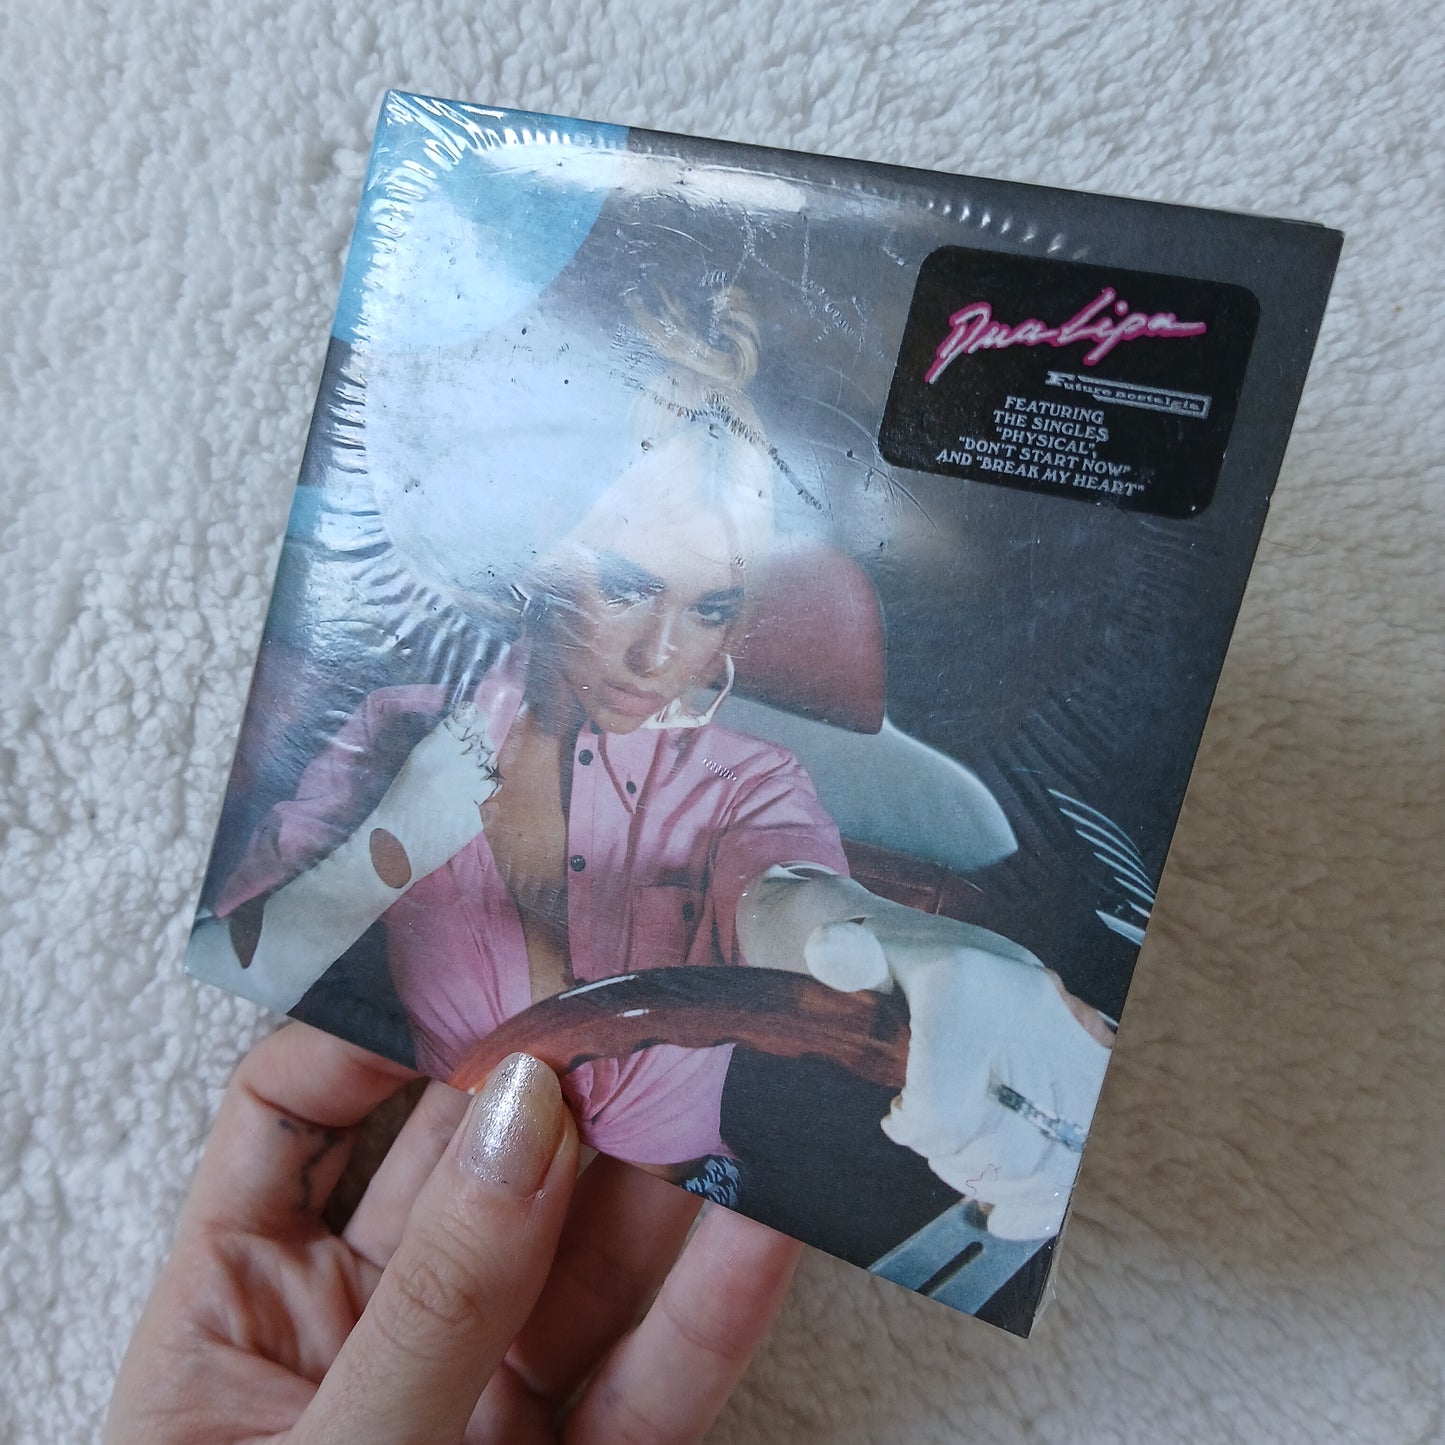 Dua Lipa
Future Nostalgia
FEATURING
THE SINGLES
"PHYSICAL",
"DON'T START NOW"
AND "BREAK MY HEART"